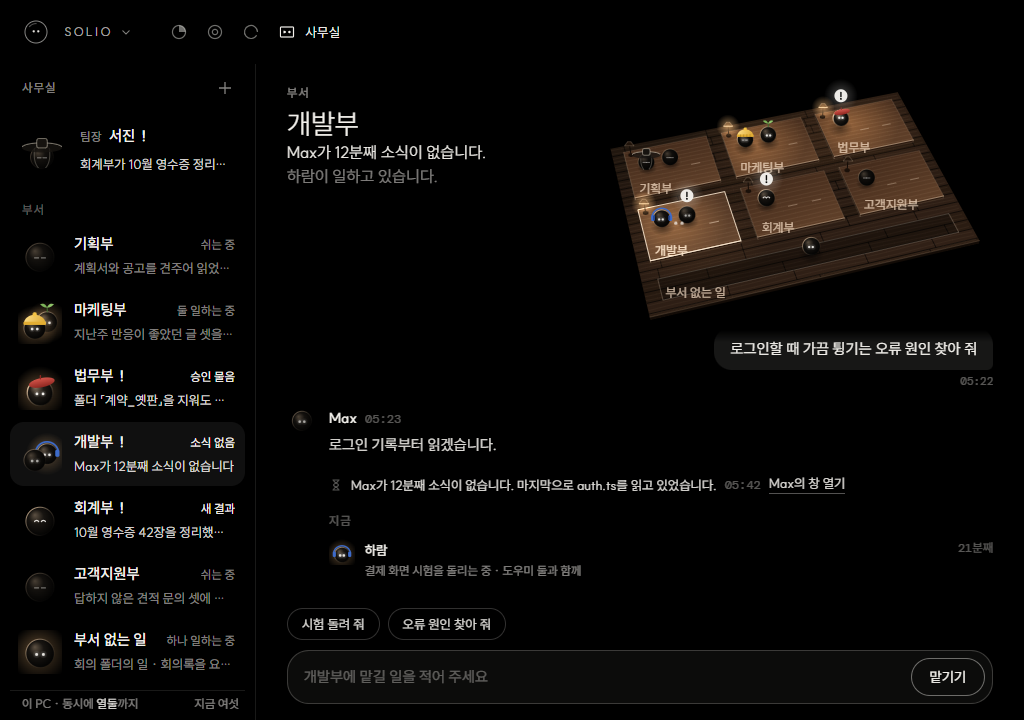 SOLIO
사무실
사무실
팀장 서진 !
회계부가 10월 영수증 정리…
부서
기획부 쉬는 중
계획서와 공고를 견주어 읽었…
마케팅부 둘 일하는 중
지난주 반응이 좋았던 글 셋을…
법무부 ! 승인 물음
폴더 「계약_옛판」을 지워도 …
개발부 ! 소식 없음
Max가 12분째 소식이 없습니다
회계부 ! 새 결과
10월 영수증 42장을 정리했…
고객지원부 쉬는 중
답하지 않은 견적 문의 셋에 …
부서 없는 일 하나 일하는 중
회의 폴더의 일 · 회의록을 요…
이 PC · 동시에 열둘까지 지금 여섯
부서
개발부
Max가 12분째 소식이 없습니다.
하람이 일하고 있습니다.
!
법무부
마케팅부
!
기획부
!
고객지원부
회계부
개발부
부서 없는 일
로그인할 때 가끔 튕기는 오류 원인 찾아 줘
05:22
Max 05:23
로그인 기록부터 읽겠습니다.
Max가 12분째 소식이 없습니다. 마지막으로 auth.ts를 읽고 있었습니다. 05:42 Max의 창 열기
지금
하람 21분째
결제 화면 시험을 돌리는 중 · 도우미 둘과 함께
시험 돌려 줘 오류 원인 찾아 줘
개발부에 맡길 일을 적어 주세요 맡기기